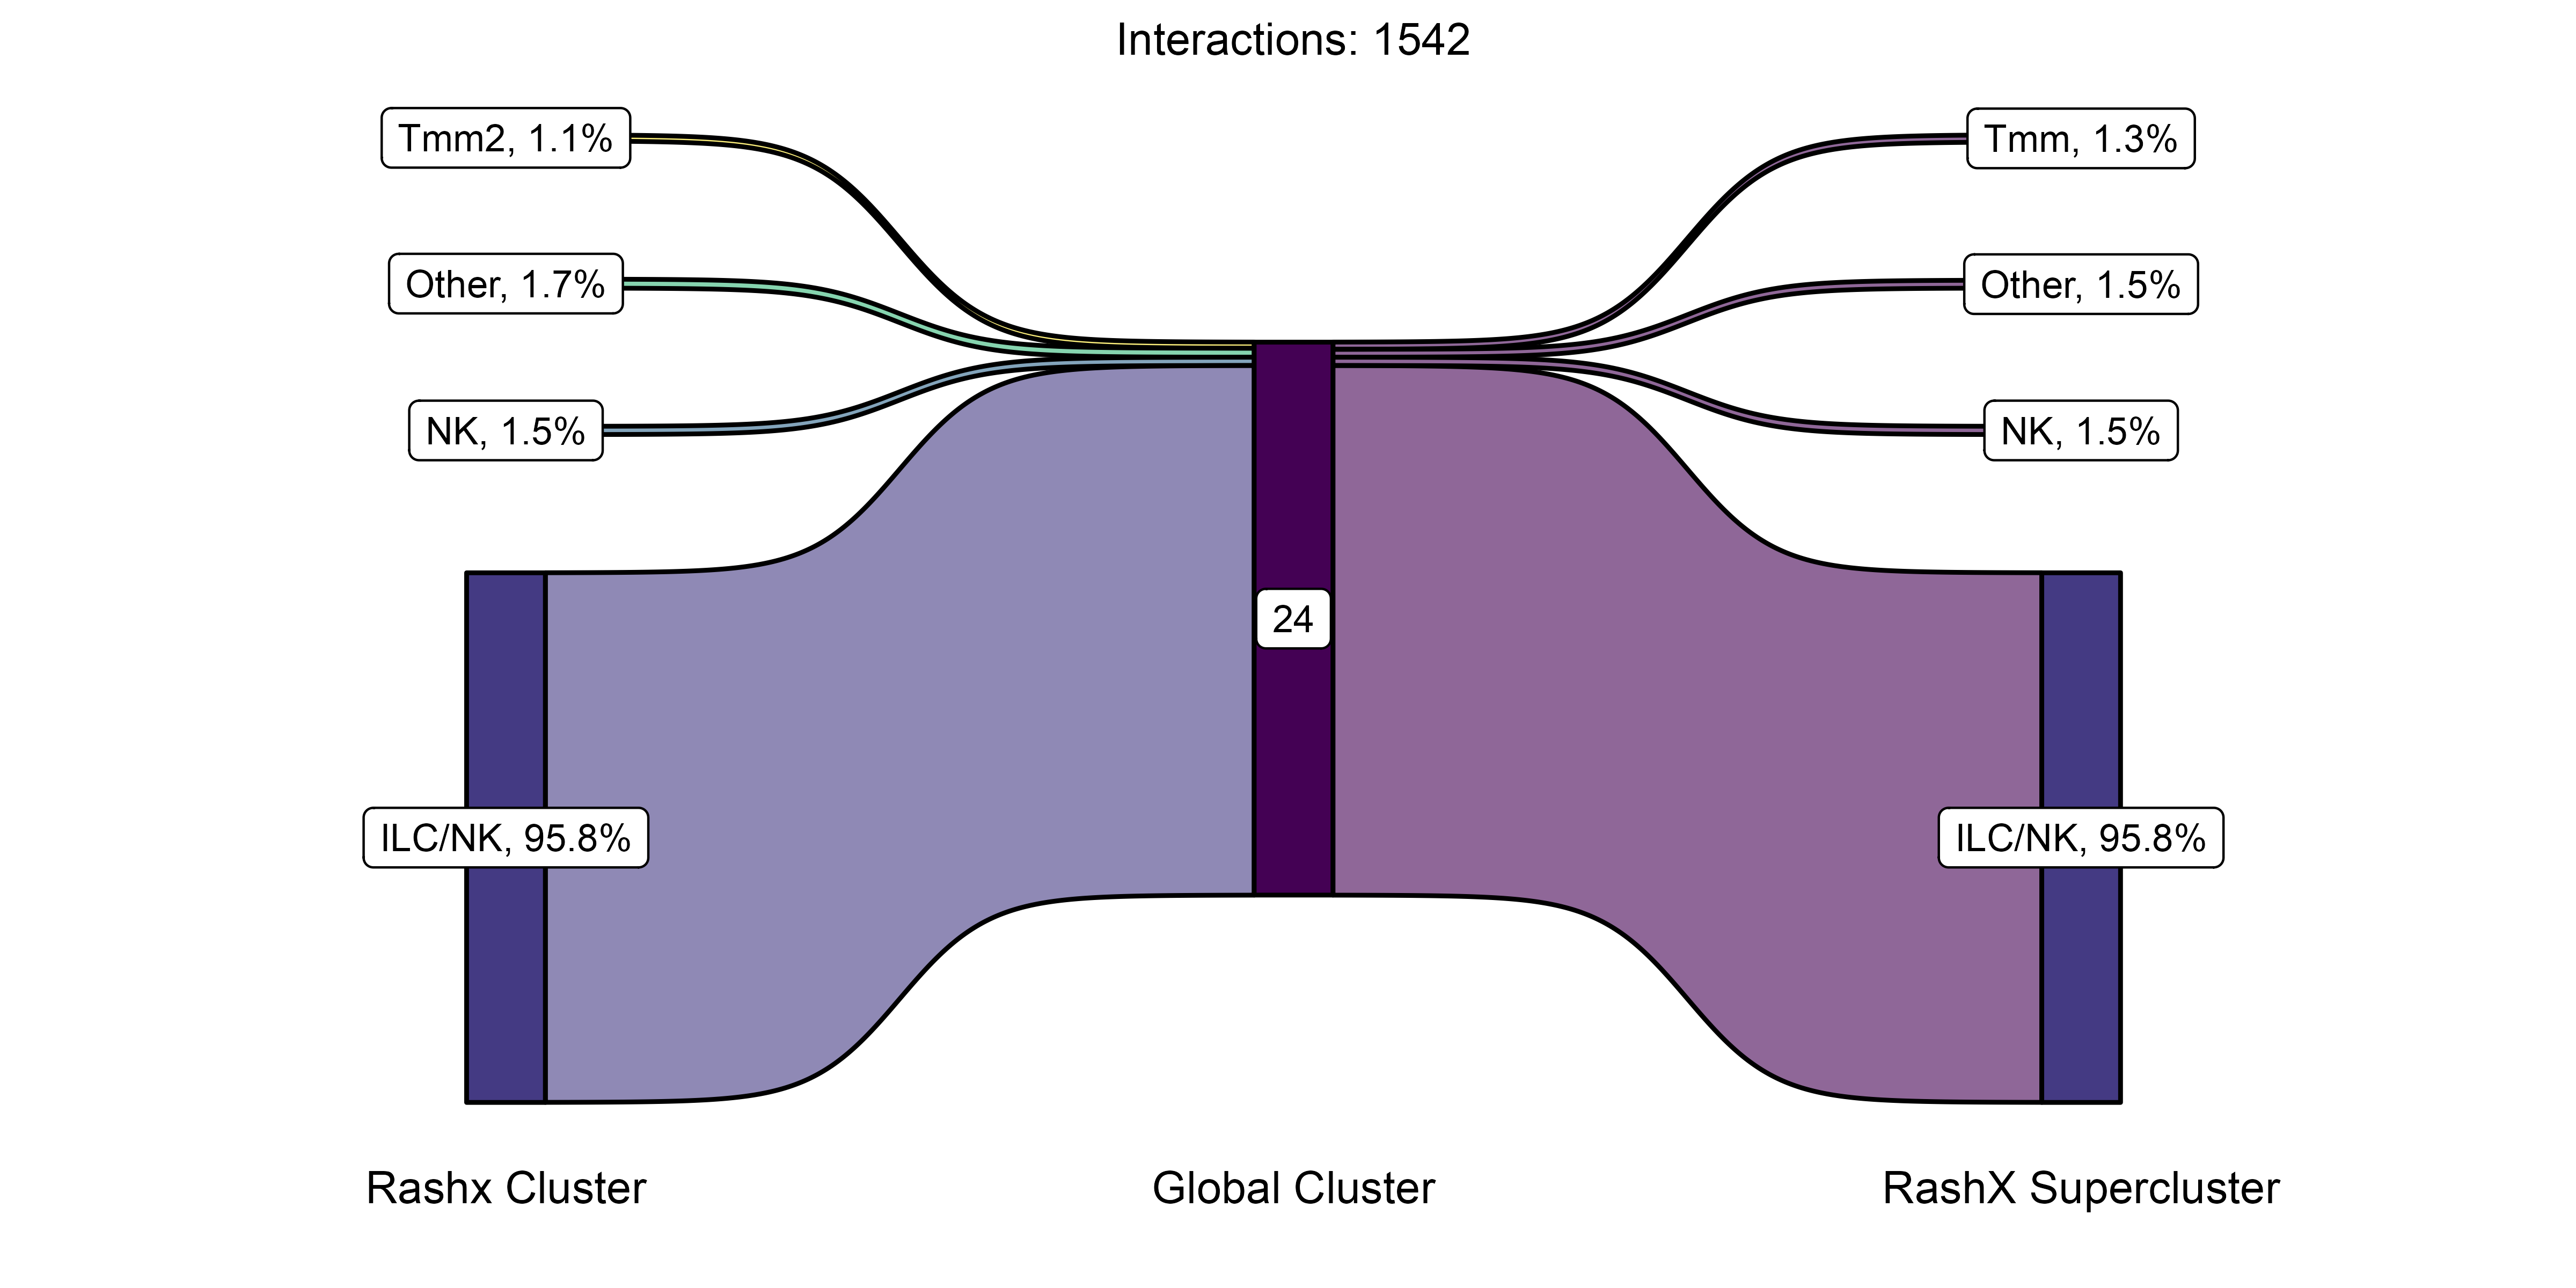 Interactions: 1542
Tmm2, 1.1%
Tmm, 1.3%
Other, 1.7%
Other, 1.5%
NK, 1.5%
NK, 1.5%
24
ILC/NK, 95.8%
ILC/NK, 95.8%
Rashx Cluster
Global Cluster
RashX Supercluster